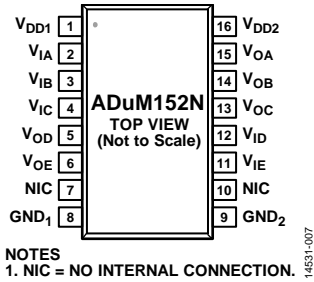 VDD1 1 16 VDD2
VIA 2 15 VOA
VIB 3 14 VOB
VIC 4 ADuM152N 13 VOC
TOP VIEW
VOD 5 (Not to Scale) 12 VID
VOE 6 11 VIE
NIC 7 10 NIC
GND1 8 9 GND2
NOTES
1. NIC = NO INTERNAL CONNECTION.
14531-007